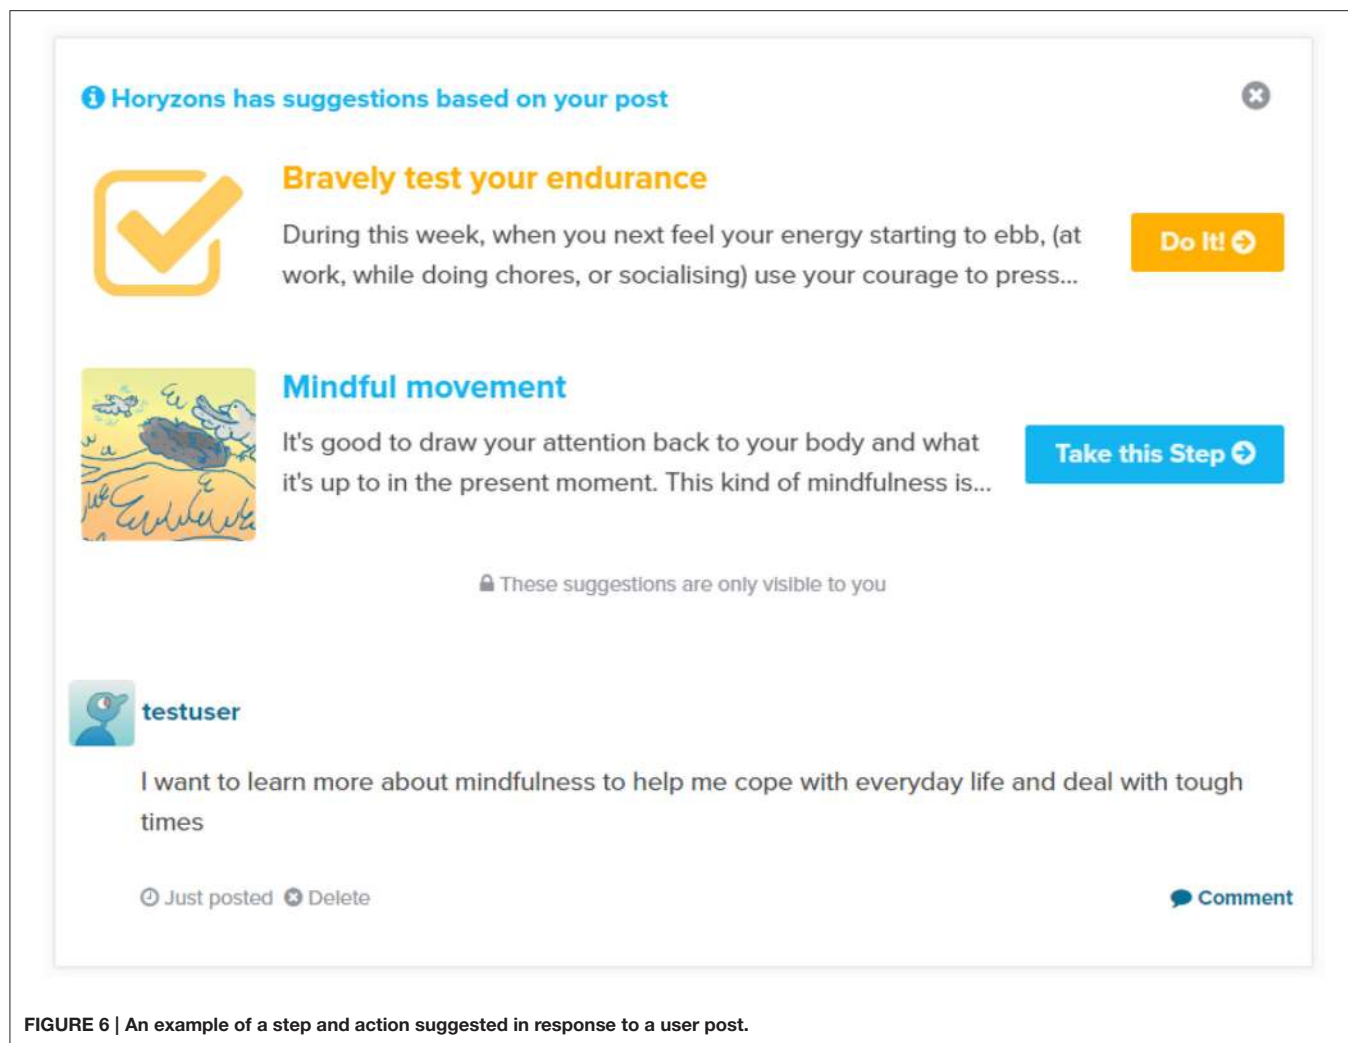 Horyzons has suggestions based on your post
Bravely test your endurance
During this week, when you next feel your energy starting to ebb, (at
work, while doing chores, or socialising) use your courage to press...
Do It!
Mindful movement
It's good to draw your attention back to your body and what
it's up to in the present moment. This kind of mindfulness is...
Take this Step
These suggestions are only visible to you
testuser
I want to learn more about mindfulness to help me cope with everyday life and deal with tough
times
Just posted Delete
Comment
FIGURE 6 | An example of a step and action suggested in response to a user post.